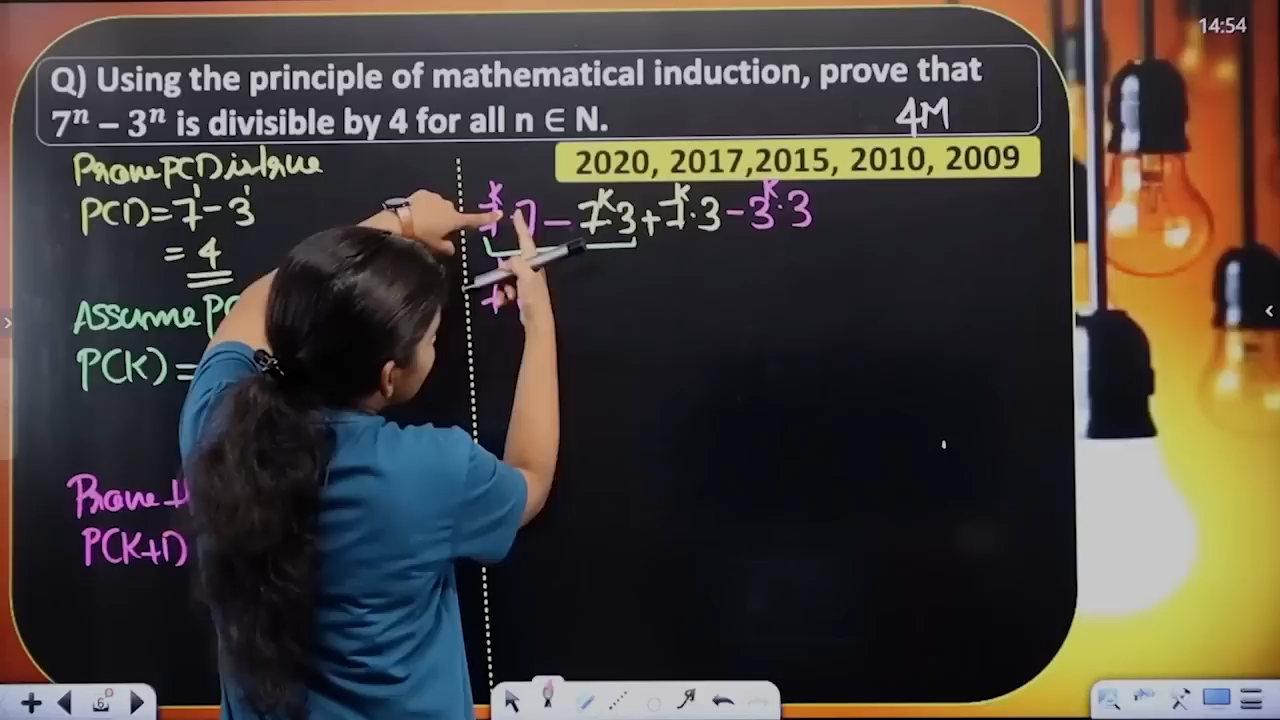 14:54
Q) Using the principle of mathematical induction, prove that
7ⁿ – 3ⁿ is divisible by 4 for all n ∈ N.
4M
2020, 2017,2015, 2010, 2009
Prove P(1) is true
P(1) = 7¹ - 3¹
= 4
Assume
P(K) =
Prove
P(K+1)
7ᴷ 7 - 7ᴷ 3 + 7ᴷ·3 - 3ᴷ·3